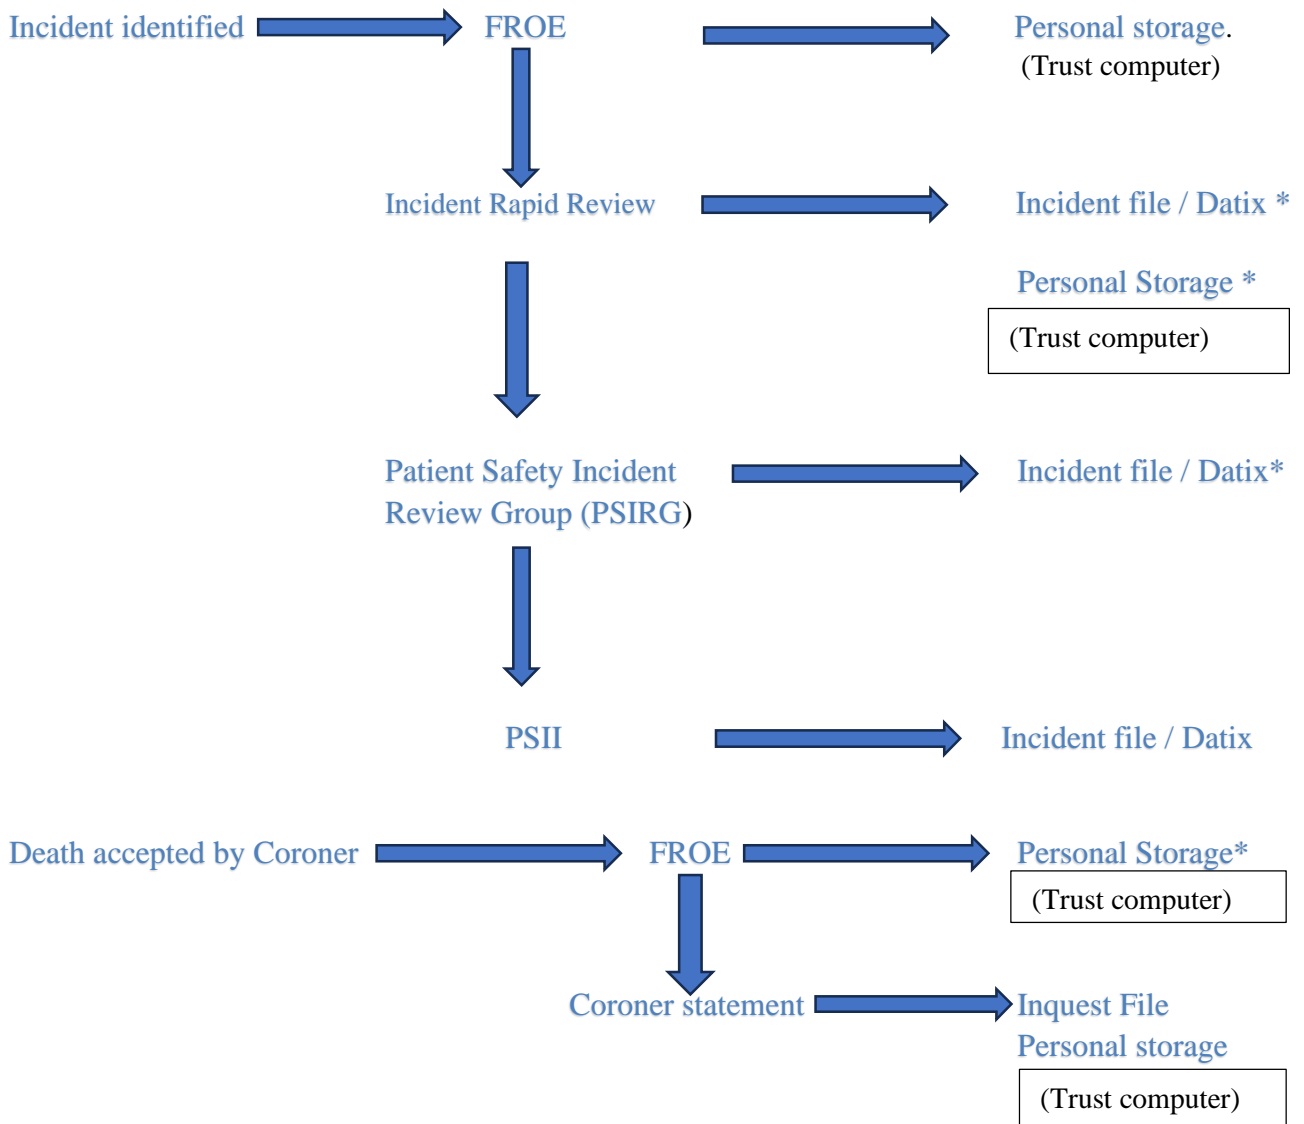 Incident identified
FROE
Personal storage.
(Trust computer)
Incident Rapid Review
Incident file / Datix *
Personal Storage *
(Trust computer)
Patient Safety Incident
Review Group (PSIRG)
Incident file / Datix*
PSII
Incident file / Datix
Death accepted by Coroner
FROE
Personal Storage*
(Trust computer)
Coroner statement
Inquest File
Personal storage
(Trust computer)